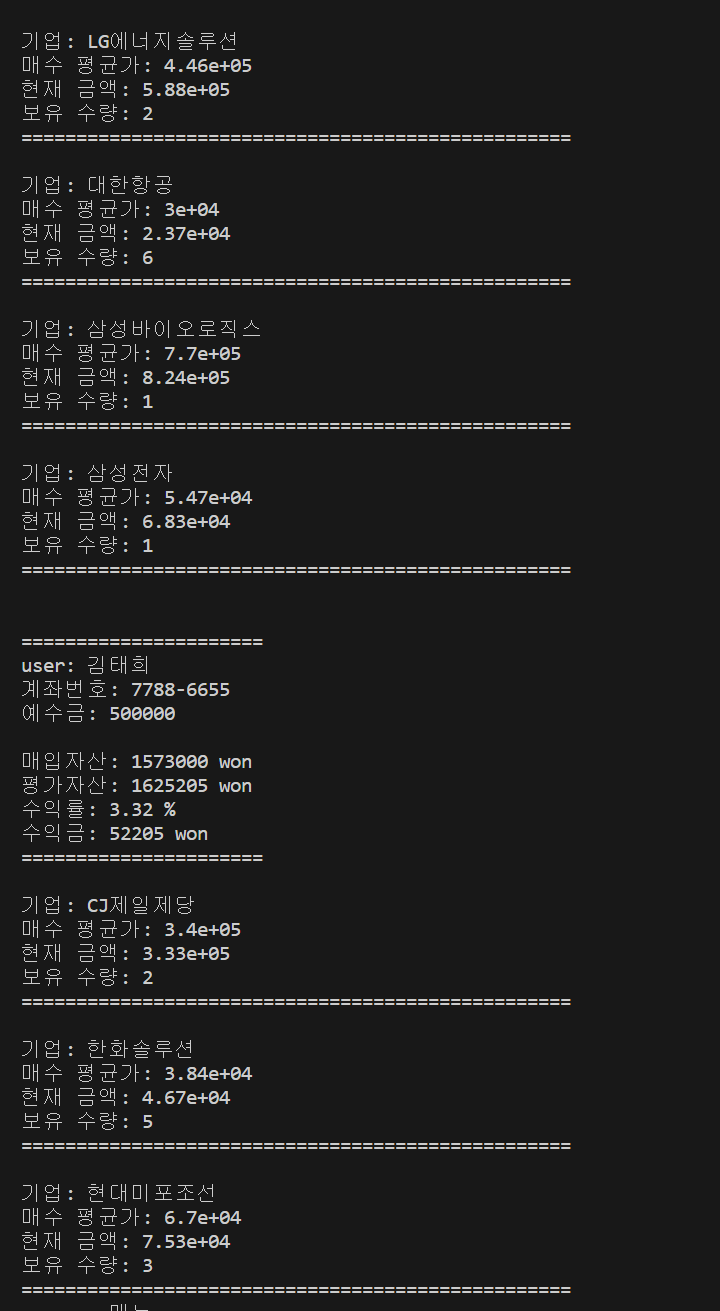 기업: LG에너지솔루션
매수 평균가: 4.46e+05
현재 금액: 5.88e+05
보유 수량: 2
==================================================
기업: 대한항공
매수 평균가: 3e+04
현재 금액: 2.37e+04
보유 수량: 6
==================================================
기업: 삼성바이오로직스
매수 평균가: 7.7e+05
현재 금액: 8.24e+05
보유 수량: 1
==================================================
기업: 삼성전자
매수 평균가: 5.47e+04
현재 금액: 6.83e+04
보유 수량: 1
==================================================
======================
user: 김태희
계좌번호: 7788-6655
예수금: 500000
매입자산: 1573000 won
평가자산: 1625205 won
수익률: 3.32 %
수익금: 52205 won
======================
기업: CJ제일제당
매수 평균가: 3.4e+05
현재 금액: 3.33e+05
보유 수량: 2
==================================================
기업: 한화솔루션
매수 평균가: 3.84e+04
현재 금액: 4.67e+04
보유 수량: 5
==================================================
기업: 현대미포조선
매수 평균가: 6.7e+04
현재 금액: 7.53e+04
보유 수량: 3
==================================================